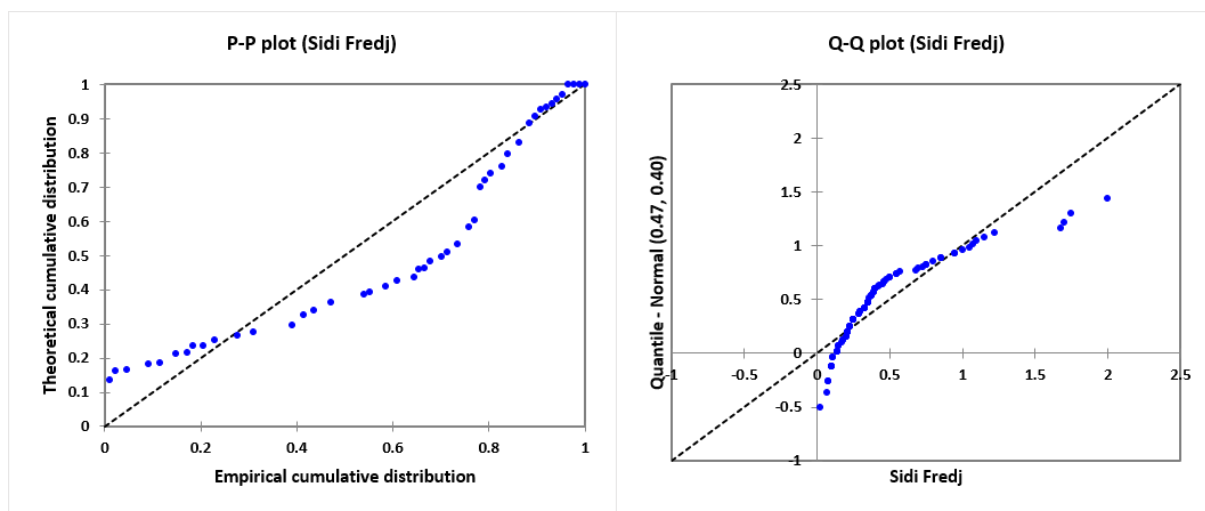 P-P plot (Sidi Fredj)
Theoretical cumulative distribution
1
0.9
0.8
0.7
0.6
0.5
0.4
0.3
0.2
0.1
0
0 0.2 0.4 0.6 0.8 1
Empirical cumulative distribution
Q-Q plot (Sidi Fredj)
Quantile - Normal (0.47, 0.40)
2.5
2
1.5
1
0.5
0
-1 -0.5 0 0.5 1 1.5 2 2.5
-0.5
-1
Sidi Fredj